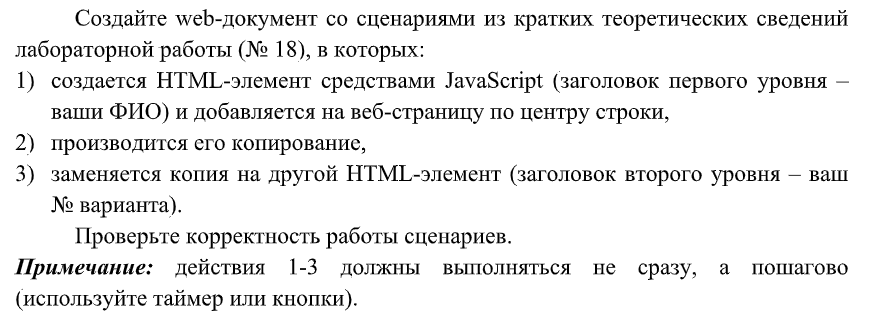 Создайте web-документ со сценариями из кратких теоретических сведений
лабораторной работы (№ 18), в которых:
1) создается HTML-элемент средствами JavaScript (заголовок первого уровня –
ваши ФИО) и добавляется на веб-страницу по центру строки,
2) производится его копирование,
3) заменяется копия на другой HTML-элемент (заголовок второго уровня – ваш
№ варианта).
Проверьте корректность работы сценариев.
Примечание: действия 1-3 должны выполняться не сразу, а пошагово
(используйте таймер или кнопки).